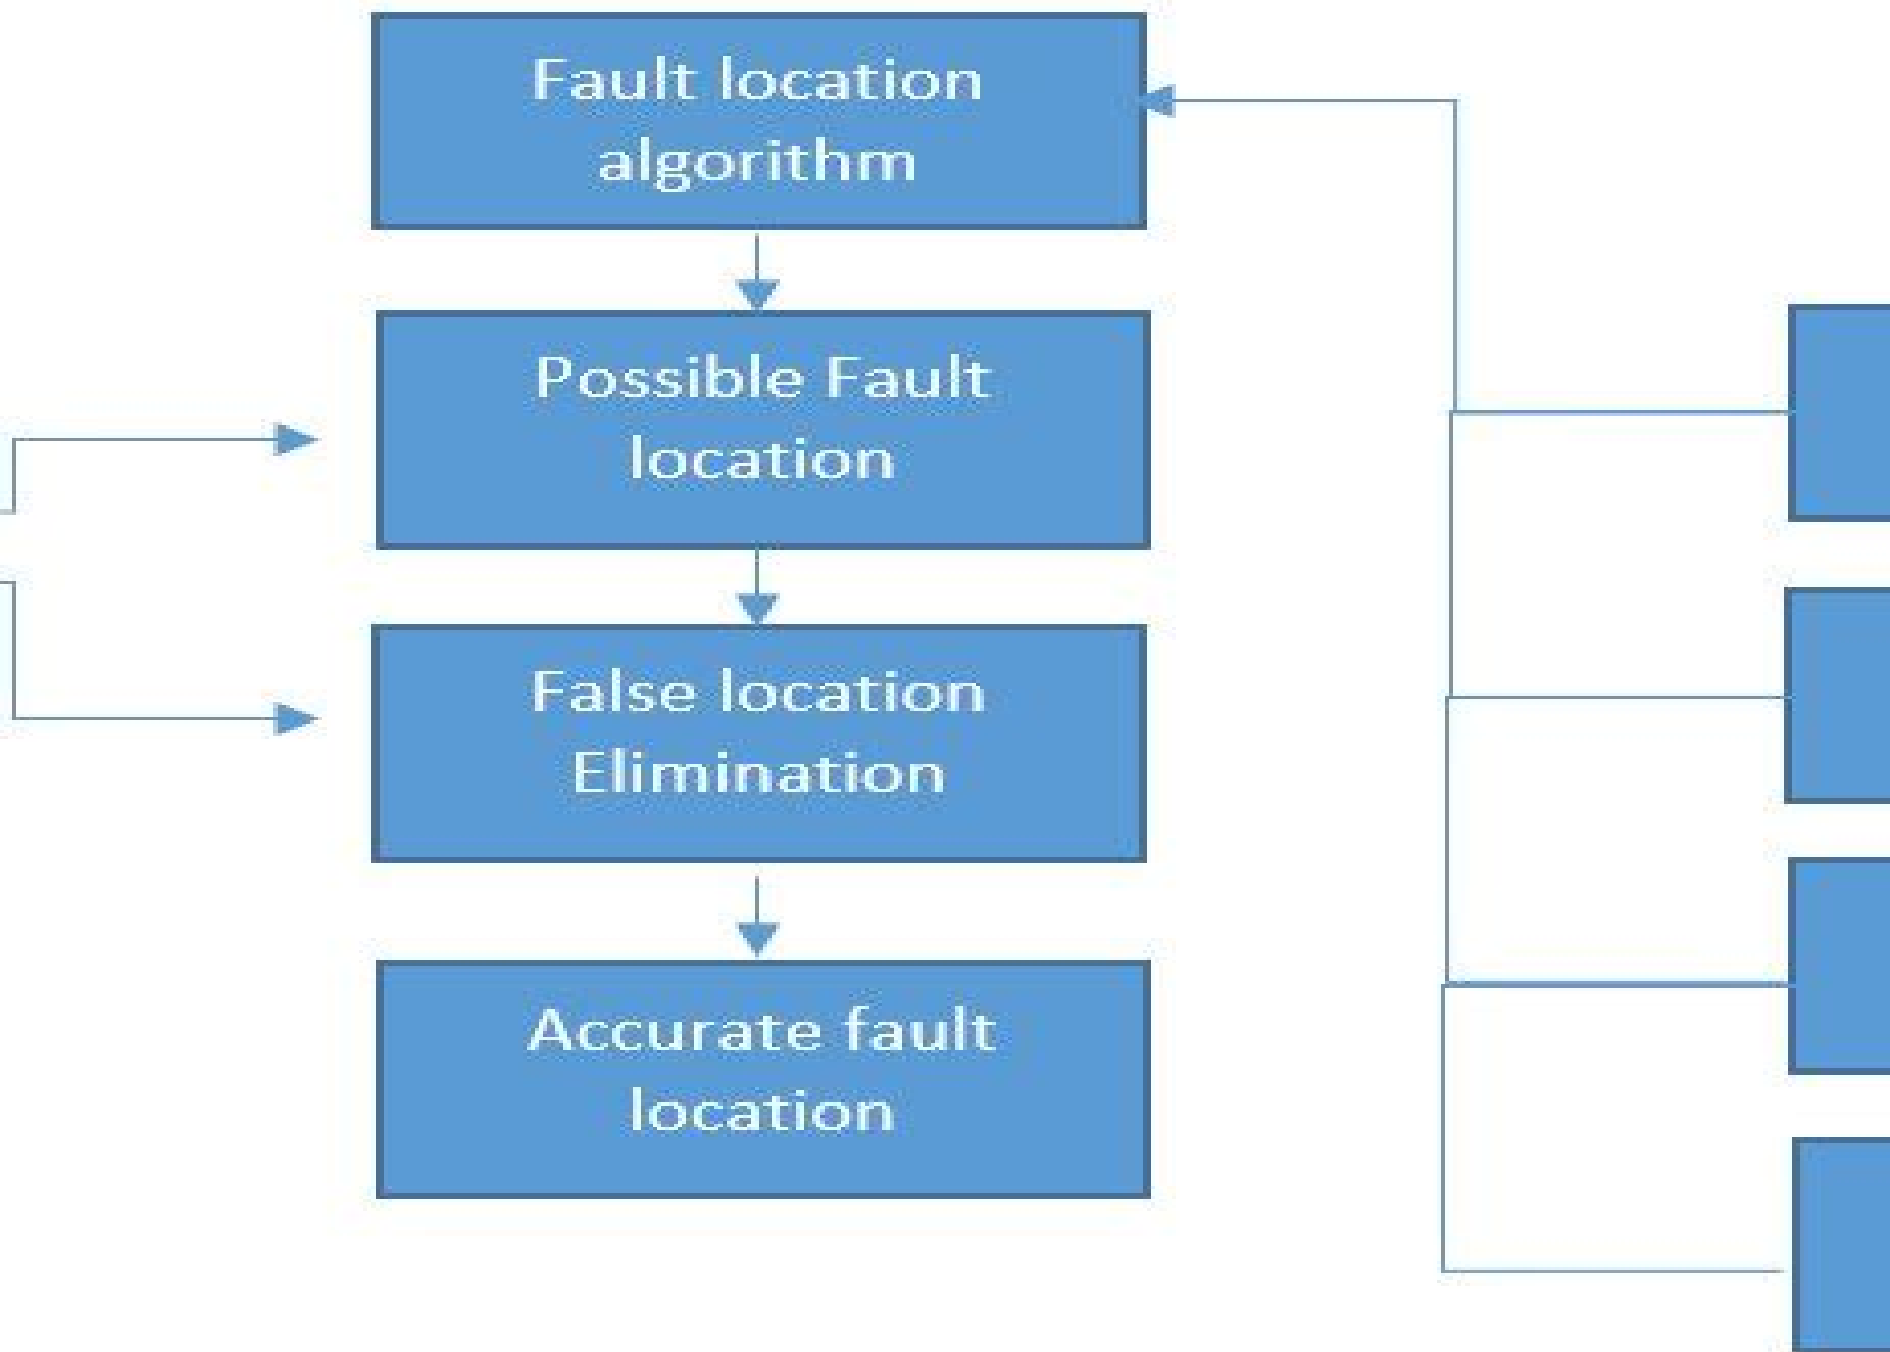 Fault location
algorithm
Possible Fault
location
False location
Elimination
Accurate fault
location